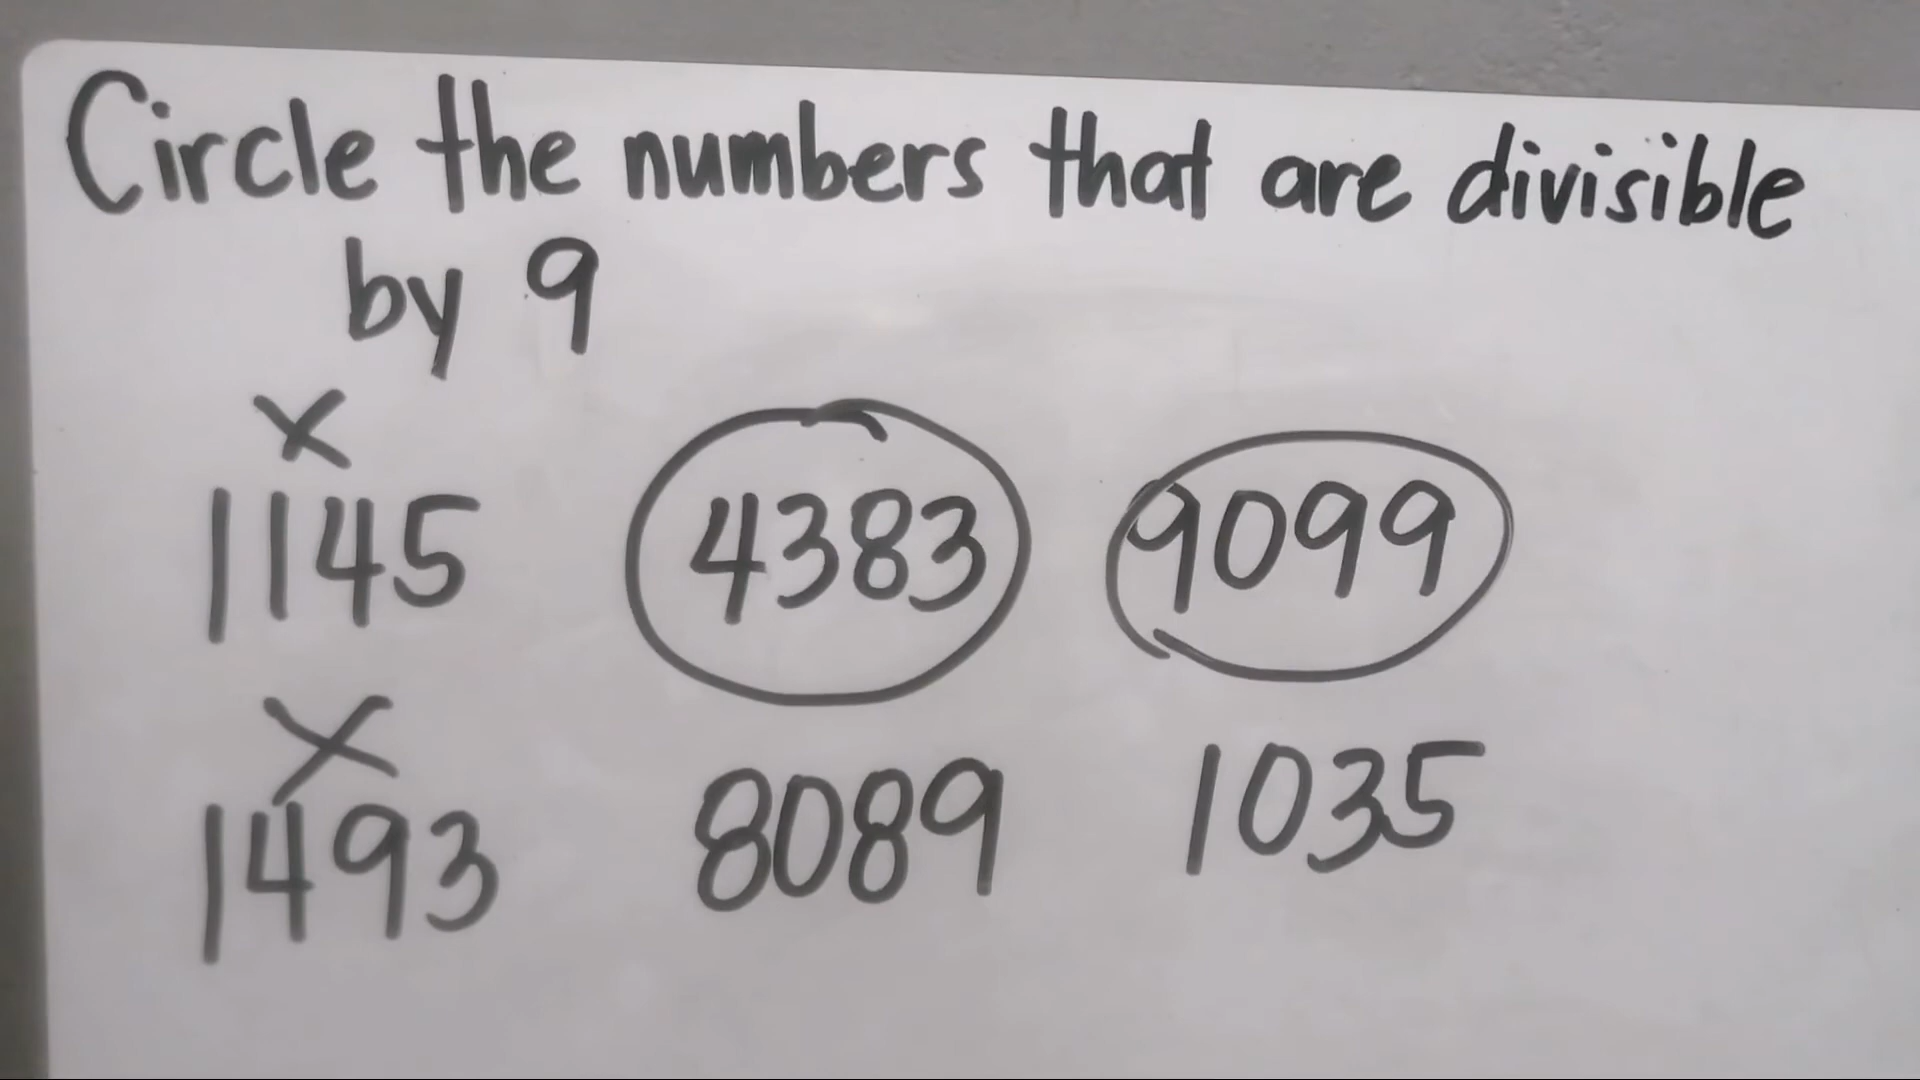 Circle the numbers that are divisible
by 9
x x
1145 4383 9099
1493 8089 1035